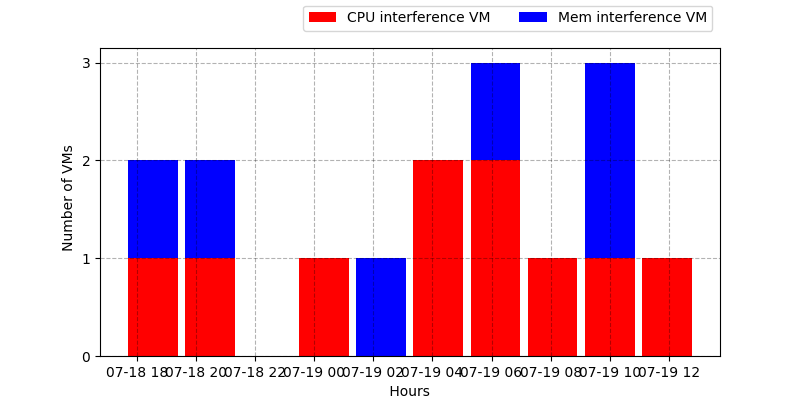 CPU interference VM Mem interference VM
3
2
1
0
Number of VMs
07-18 18 07-18 20 07-18 22 07-19 00 07-19 02 07-19 04 07-19 06 07-19 08 07-19 10 07-19 12
Hours